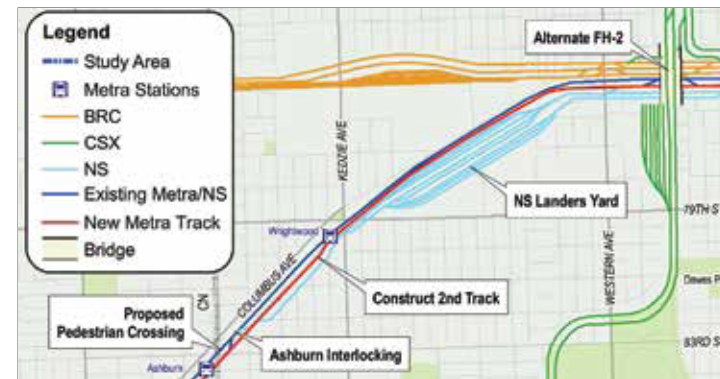 Legend
Study Area
Metra Stations
BRC
CSX
NS
Existing Metra/NS
New Metra Track
Bridge
Alternate FH-2
KEDZIE AVE
NS Landers Yard
79TH S
Wrightwood
WESTERN AVE
COLUMBUS AVE
Construct 2nd Track
Dawes P
CN
Proposed
Pedestrian Crossing
Ashburn Interlocking
83RD S
Ashburn